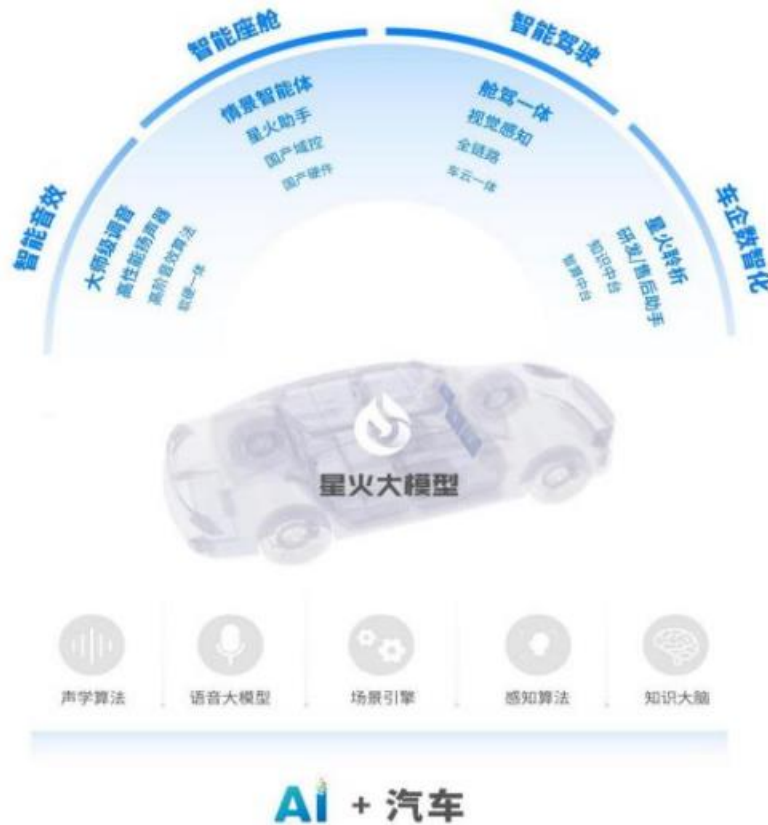 智能座舱
智能驾驶
情景智能体
星火助手
国产域控
国产硬件
舱驾一体
视觉感知
全链路
车云一体
智能音效
大师级调音
高性能扬声器
高阶音效算法
软硬一体
车企数智化
星火聆析
研发/售后助手
知识中台
智算中台
星火大模型
声学算法
语音大模型
场景引擎
感知算法
知识大脑
AI + 汽车